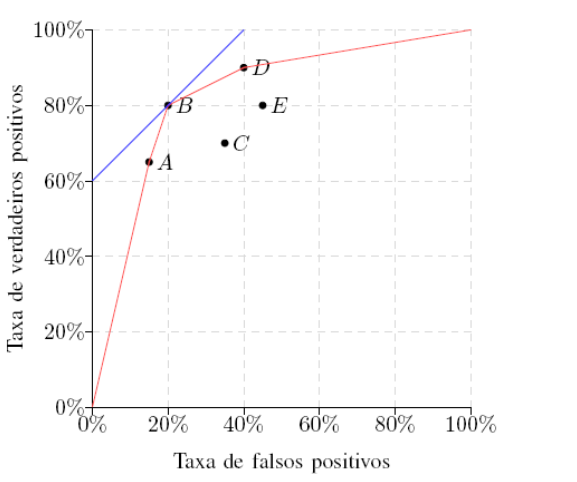 100%
80%
60%
40%
20%
0%
0% 20% 40% 60% 80% 100%
Taxa de verdadeiros positivos
Taxa de falsos positivos
D
B
E
C
A